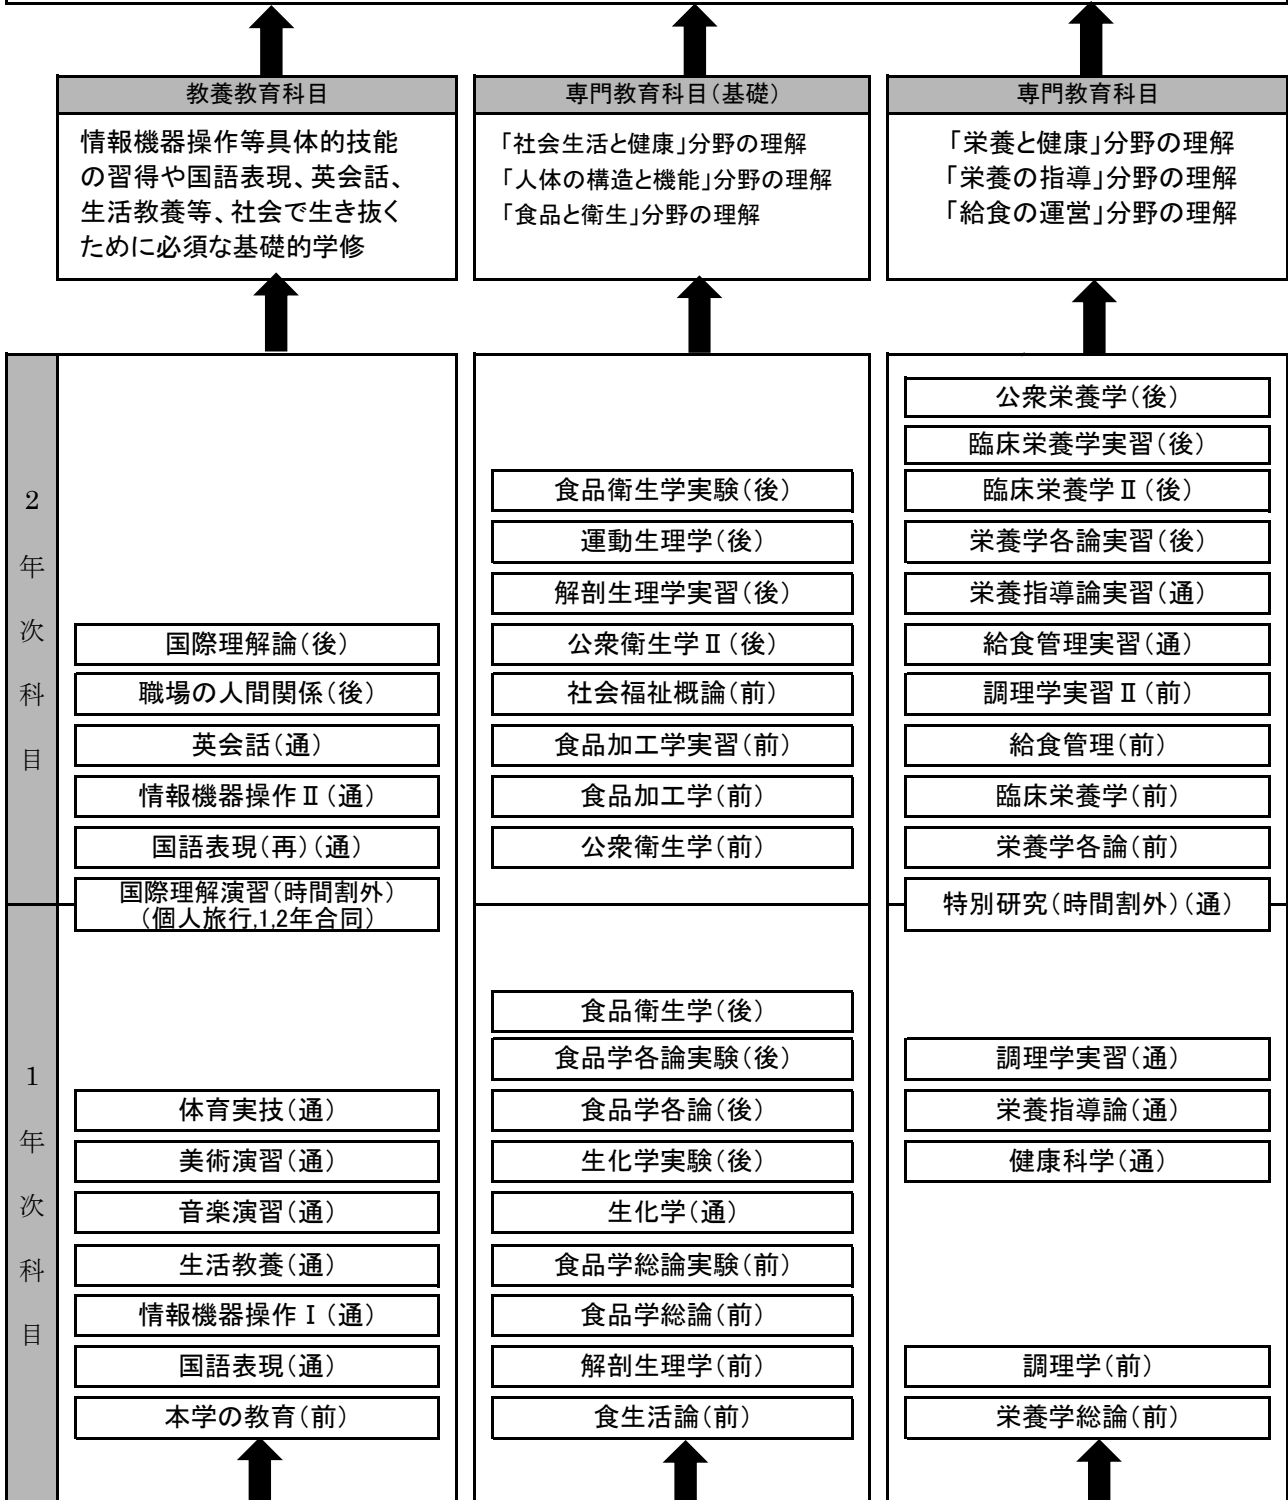 教養教育科目
情報機器操作等具体的技能
の習得や国語表現、英会話、
生活教養等、社会で生き抜く
ために必須な基礎的学修
専門教育科目(基礎)
「社会生活と健康」分野の理解
「人体の構造と機能」分野の理解
「食品と衛生」分野の理解
専門教育科目
「栄養と健康」分野の理解
「栄養の指導」分野の理解
「給食の運営」分野の理解
2年次科目
国際理解論(後)
職場の人間関係(後)
英会話(通)
情報機器操作Ⅱ(通)
国語表現(再)(通)
国際理解演習(時間割外)
(個人旅行,1,2年合同)
食品衛生学実験(後)
運動生理学(後)
解剖生理学実習(後)
公衆衛生学Ⅱ(後)
社会福祉概論(前)
食品加工学実習(前)
食品加工学(前)
公衆衛生学(前)
公衆栄養学(後)
臨床栄養学実習(後)
臨床栄養学Ⅱ(後)
栄養学各論実習(後)
栄養指導論実習(通)
給食管理実習(通)
調理学実習Ⅱ(前)
給食管理(前)
臨床栄養学(前)
栄養学各論(前)
特別研究(時間割外)(通)
1年次科目
体育実技(通)
美術演習(通)
音楽演習(通)
生活教養(通)
情報機器操作Ⅰ(通)
国語表現(通)
本学の教育(前)
食品衛生学(後)
食品学各論実験(後)
食品学各論(後)
生化学実験(後)
生化学(通)
食品学総論実験(前)
食品学総論(前)
解剖生理学(前)
食生活論(前)
調理学実習(通)
栄養指導論(通)
健康科学(通)
調理学(前)
栄養学総論(前)